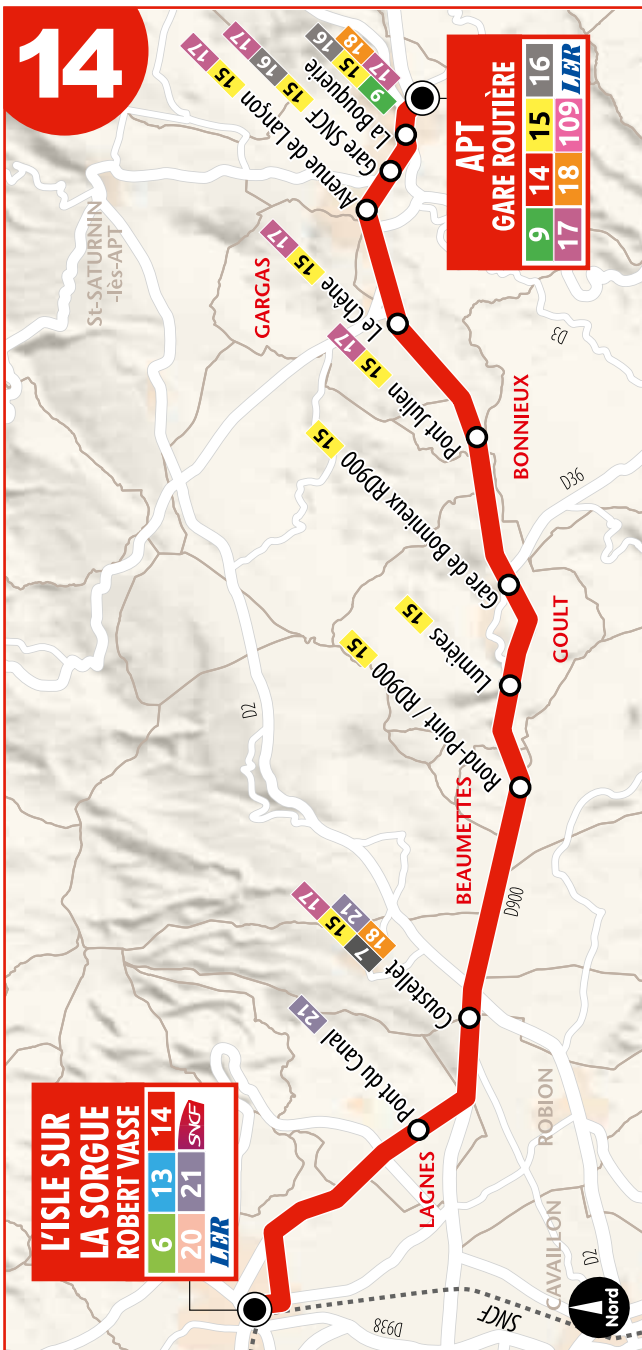 14
L'ISLE SUR
LA SORGUE
ROBERT VASSE
6 13 14
20 21 SNCF
LER
APT
GARE ROUTIÈRE
9 14 15 16
17 18 109 LER
Pont du Canal
21
Coustellet
7 18
15 21
17
Rond-Point / RD900
15
Lumières
15
Gare de Bonnieux RD900
15
Pont Julien
15 17
Le Chêne
15 17
Avenue de Lançon
15 17
Gare SNCF
15 16 17
La Bouquerie
9 17
15 18
16
LAGNES
BEAUMETTES
GOULT
BONNIEUX
GARGAS
St-SATURNIN
-lès-APT
ROBION
CAVAILLON
D2
D900
D36
D3
D2
D938
SNCF
Nord